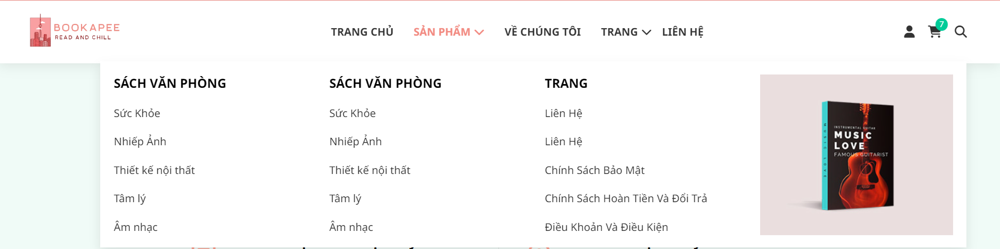 BOOKAPEE
READ AND CHILL
TRANG CHỦ
SẢN PHẨM
VỀ CHÚNG TÔI
TRANG
LIÊN HỆ
7
SÁCH VĂN PHÒNG
Sức Khỏe
Nhiếp Ảnh
Thiết kế nội thất
Tâm lý
Âm nhạc
SÁCH VĂN PHÒNG
Sức Khỏe
Nhiếp Ảnh
Thiết kế nội thất
Tâm lý
Âm nhạc
TRANG
Liên Hệ
Liên Hệ
Chính Sách Bảo Mật
Chính Sách Hoàn Tiền Và Đổi Trả
Điều Khoản Và Điều Kiện
MUSIC LOVE
INSTRUMENTAL GUITAR
MUSIC
LOVE
FAMOUS GUITARIST